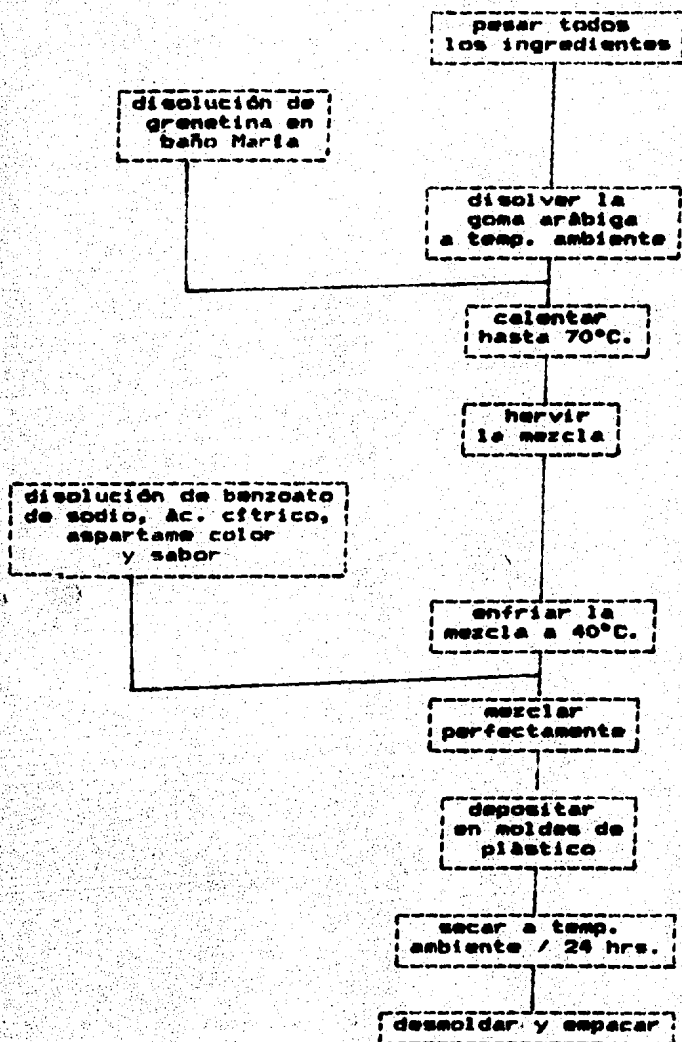 pesar todos
los ingredientes
disolución de
grenetina en
baño María
disolver la
goma arábiga
a temp. ambiente
calentar
hasta 70°C.
hervir
la mezcla
disolución de benzoato
de sodio, Ac. cítrico,
aspartame color
y sabor
enfriar la
mezcla a 40°C.
mezclar
perfectamente
depositar
en moldes de
plástico
secar a temp.
ambiente / 24 hrs.
desmoldar y empacar